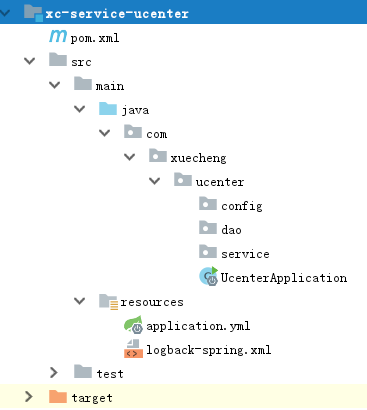 xc-service-ucenter
pom.xml
src
main
java
com
xuecheng
ucenter
config
dao
service
UcenterApplication
resources
application.yml
logback-spring.xml
test
target